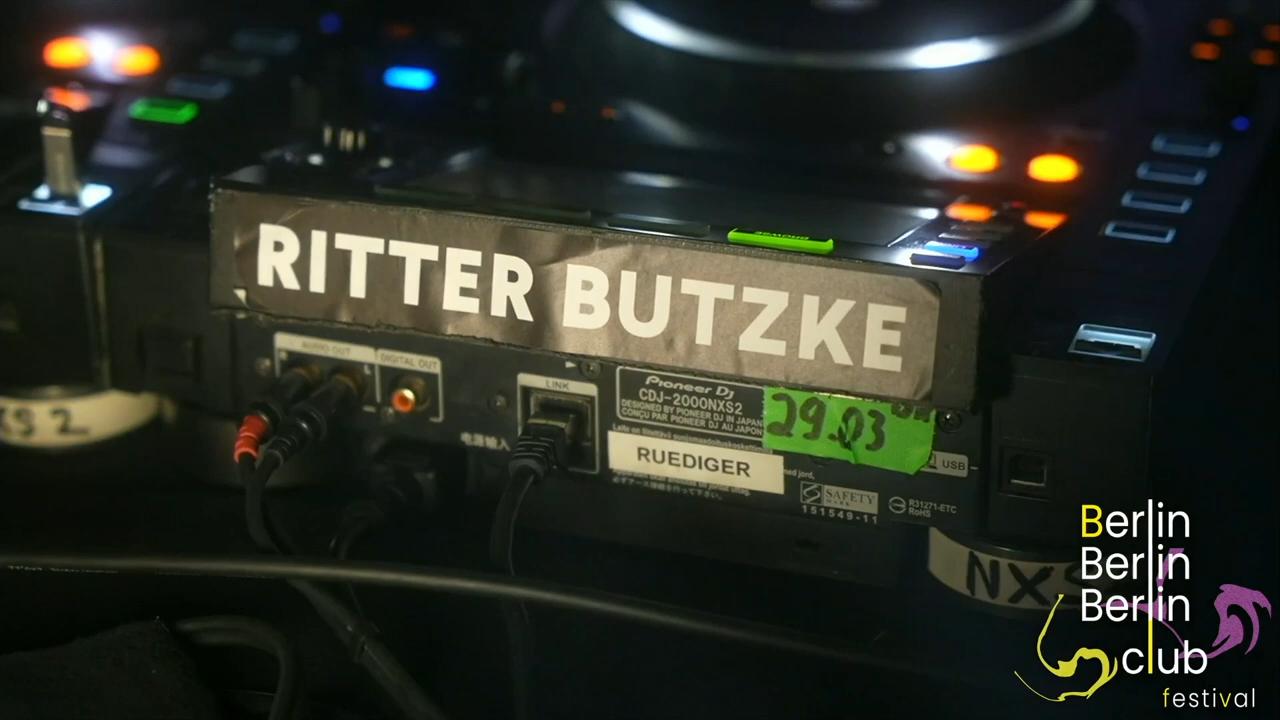 RITTER BUTZKE
AUDIO OUT
DIGITAL OUT
LINK
Pioneer Dj
CDJ-2000NXS2
DESIGNED BY PIONEER DJ IN JAPAN
CONÇU PAR PIONEER DJ AU JAPON
29.03
RUEDIGER
USB
SAFETY
151549-11
R31271-ETC
RoHS
NXS
Berlin
Berlin
Berlin
club
festival